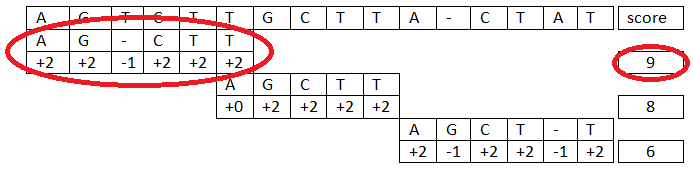 A G T C T T G C T T A - C T A T score
A G - C T T
+2 +2 -1 +2 +2 +2 9
A G C T T
+0 +2 +2 +2 +2 8
A G C T - T
+2 -1 +2 +2 -1 +2 6